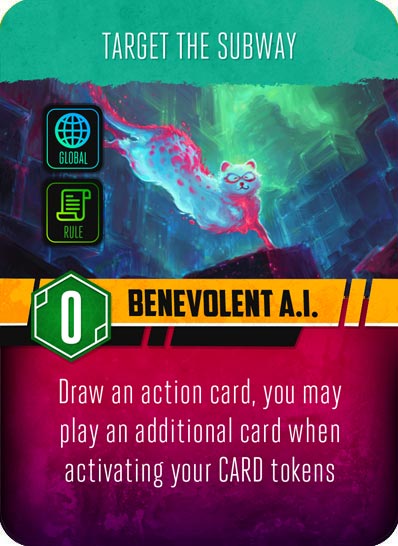 TARGET THE SUBWAY
GLOBAL
RULE
0
BENEVOLENT A.I.
Draw an action card, you may
play an additional card when
activating your CARD tokens